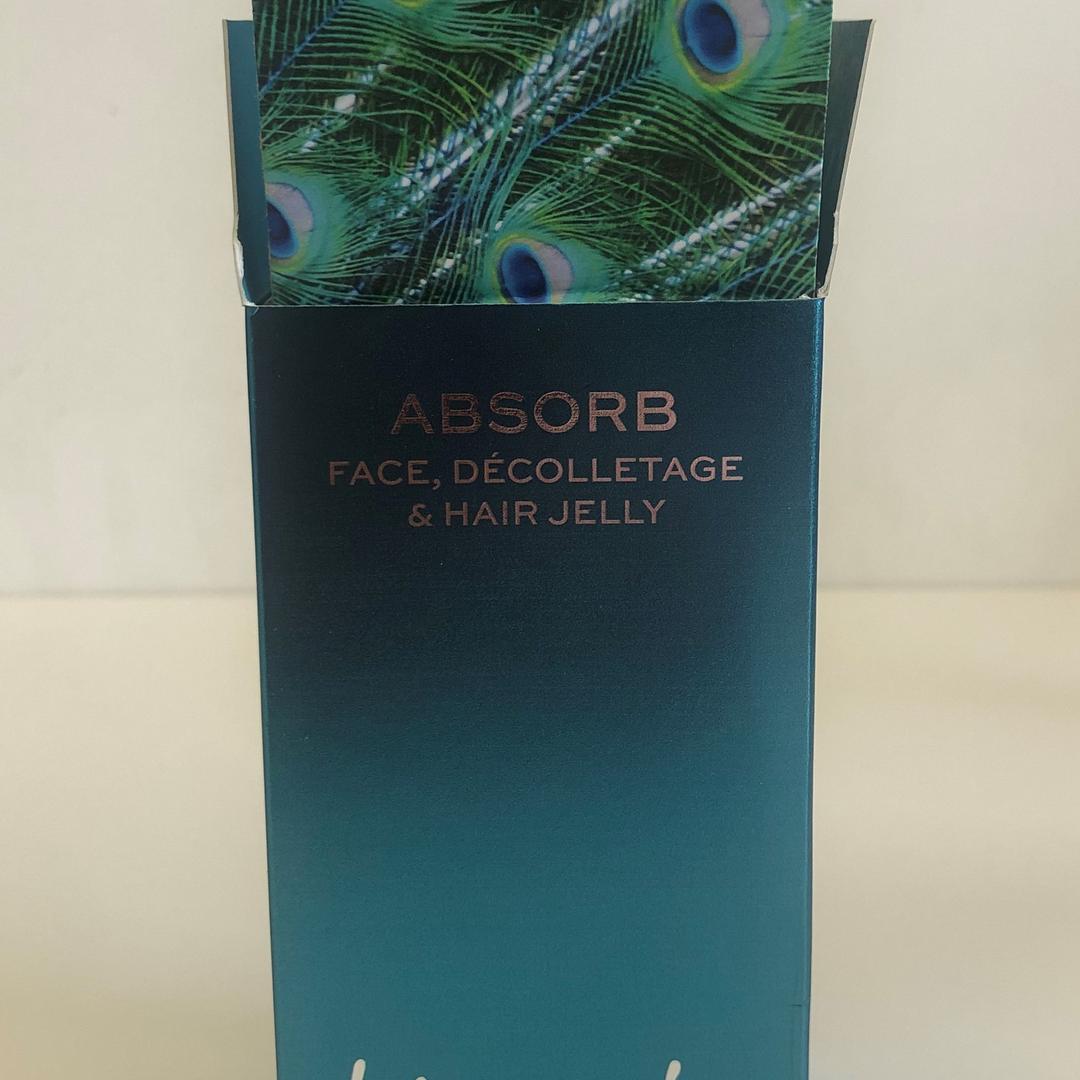 ABSORB
FACE, DÉCOLLETAGE
& HAIR JELLY